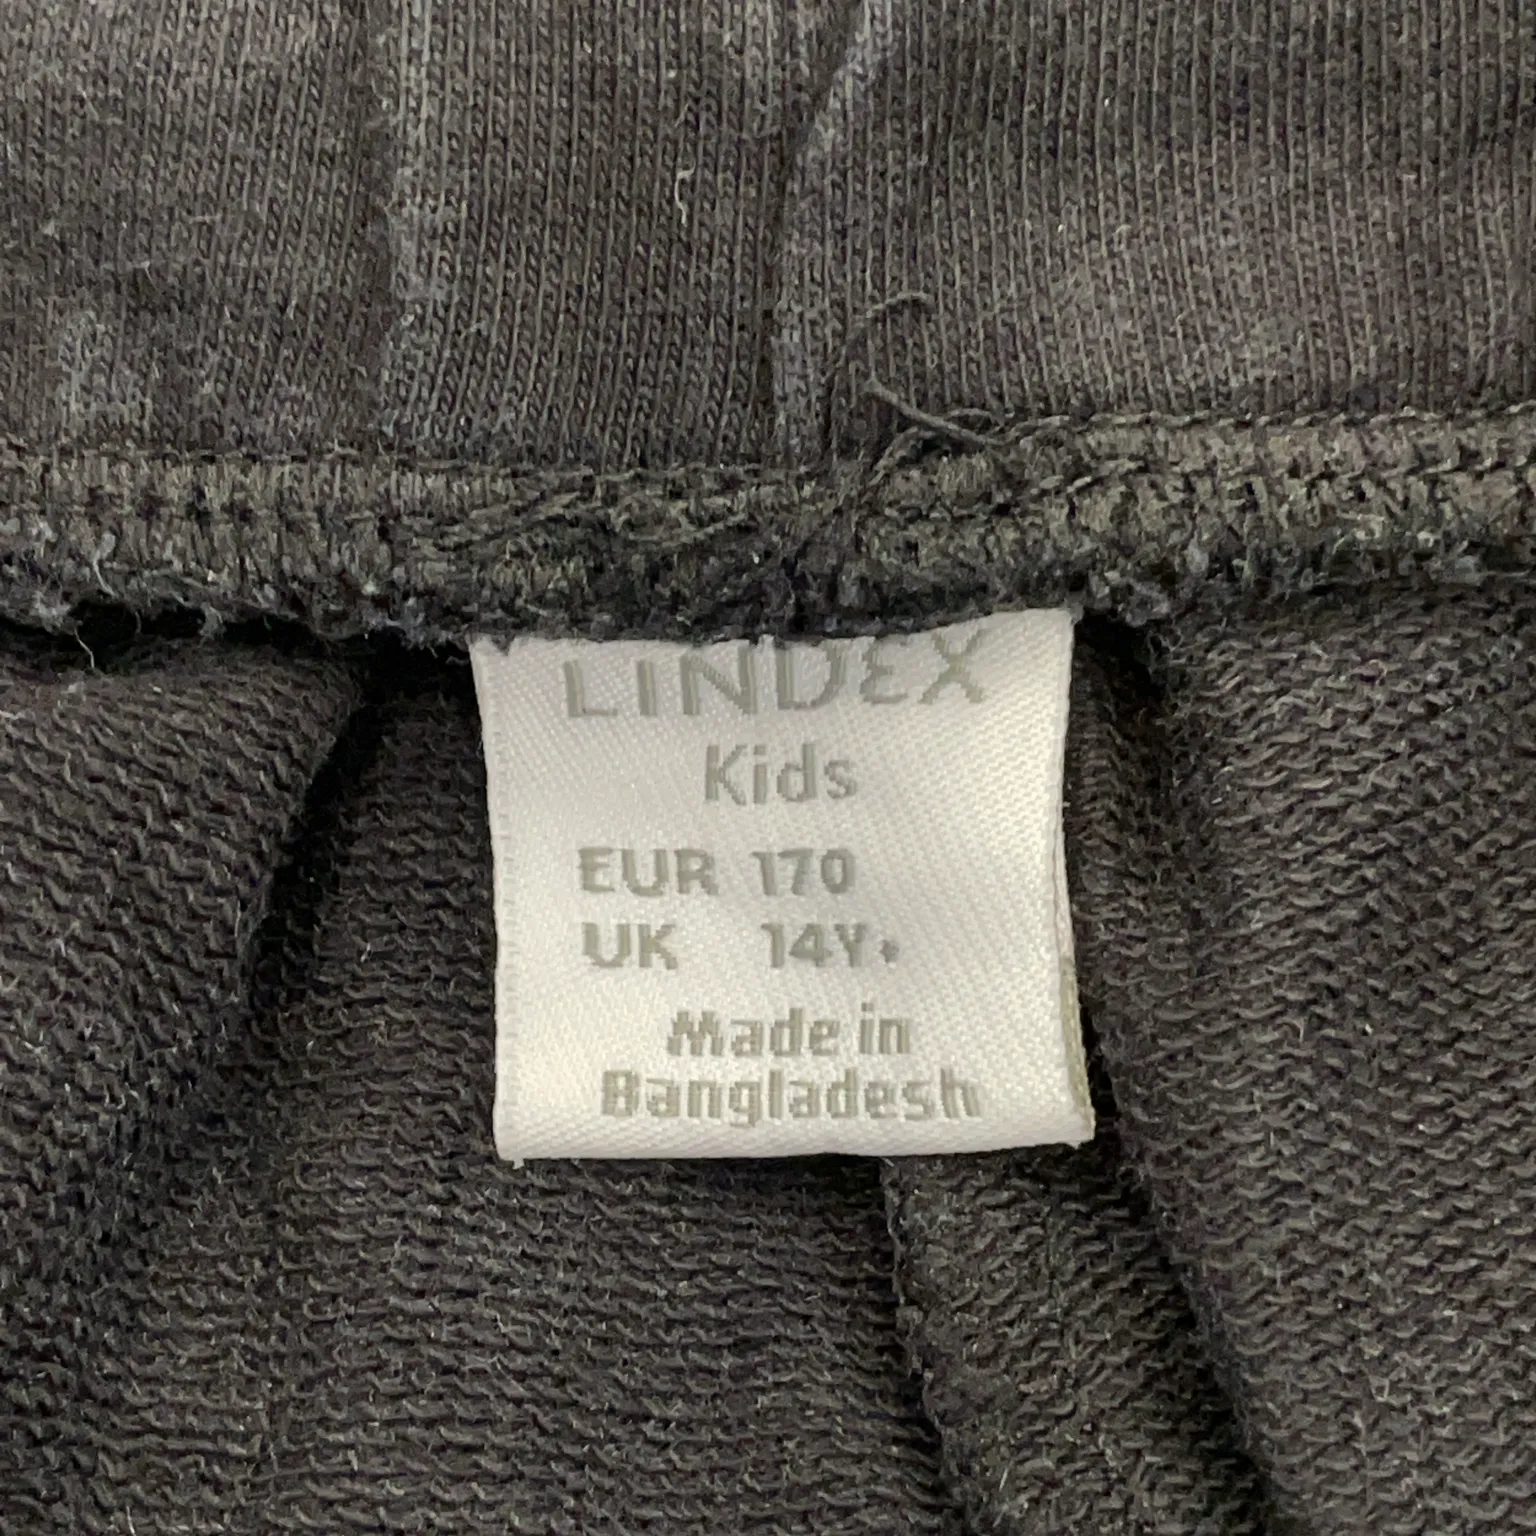 LINDEX
Kids
EUR 170
UK 14Y+
Made in
Bangladesh